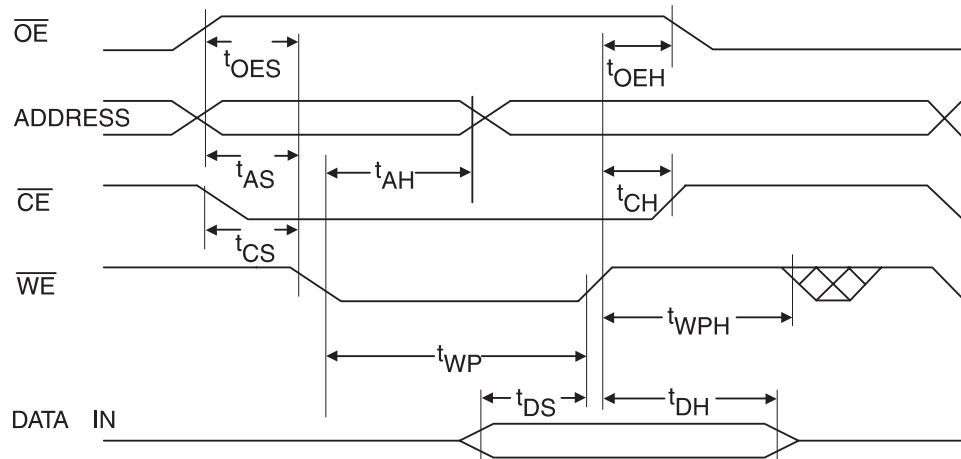 OE
tOES
tOEH
ADDRESS
tAS
tAH
tCH
CE
tCS
WE
tWPH
tWP
tDS
tDH
DATA IN